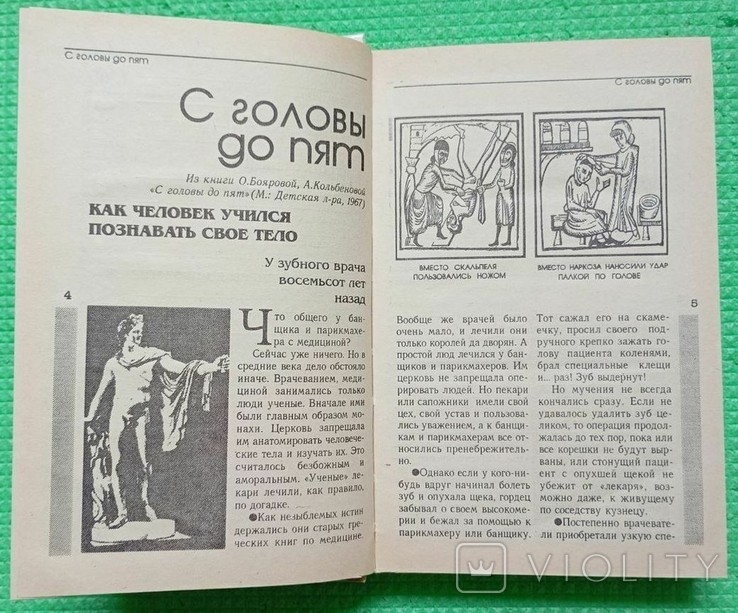 С головы до пят
С головы
до пят
Из книги О.Бояровой, А.Кольбеновой
«С головы до пят» (М.: Детская л-ра, 1967)
КАК ЧЕЛОВЕК УЧИЛСЯ
ПОЗНАВАТЬ СВОЕ ТЕЛО
У зубного врача
восемьсот лет
назад
4
Что общего у бан-
щика и парикмахе-
ра с медициной?
Сейчас уже ничего. Но в
средние века дело обстояло
иначе. Врачеванием, меди-
циной занимались только
люди ученые. Вначале ими
были главным образом мо-
нахи. Церковь запрещала
им анатомировать человече-
ские тела и изучать их. Это
считалось безбожным и
аморальным. «Ученые» ле-
кари лечили, как правило,
по догадке.
●Как незыблемых истин
держались они старых гре-
ческих книг по медицине.
С головы до пят
ВМЕСТО СКАЛЬПЕЛЯ
ПОЛЬЗОВАЛИСЬ НОЖОМ
ВМЕСТО НАРКОЗА НАНОСИЛИ УДАР
ПАЛКОЙ ПО ГОЛОВЕ
5
Вообще же врачей было
очень мало, и лечили они
только королей да дворян. А
простой люд лечился у бан-
щиков и парикмахеров. Им
церковь не запрещала опе-
рировать людей. Но пекари
или сапожники имели свой
цех, свой устав и пользова-
лись уважением, а к банщи-
кам и парикмахерам все от-
носились пренебрежитель-
но.
●Однако если у кого-ни-
будь вдруг начинал болеть
зуб и опухала щека, гордец
забывал о своем высокоме-
рии и бежал за помощью к
парикмахеру или банщику.
Тот сажал его на скаме-
ечку, просил своего под-
ручного крепко зажать го-
лову пациента коленями,
брал специальные клещи
и... раз! Зуб выдернут!
Но мучения не всегда
кончались сразу. Если не
удавалось удалить зуб це-
ликом, то операция продол-
жалась до тех пор, пока или
все корешки не будут выр-
ваны, или стонущий паци-
ент с опухшей щекой не
убежит от «лекаря», воз-
можно даже, к живущему
по соседству кузнецу.
●Постепенно врачевате-
ли приобретали узкую спе-
VIOLITY